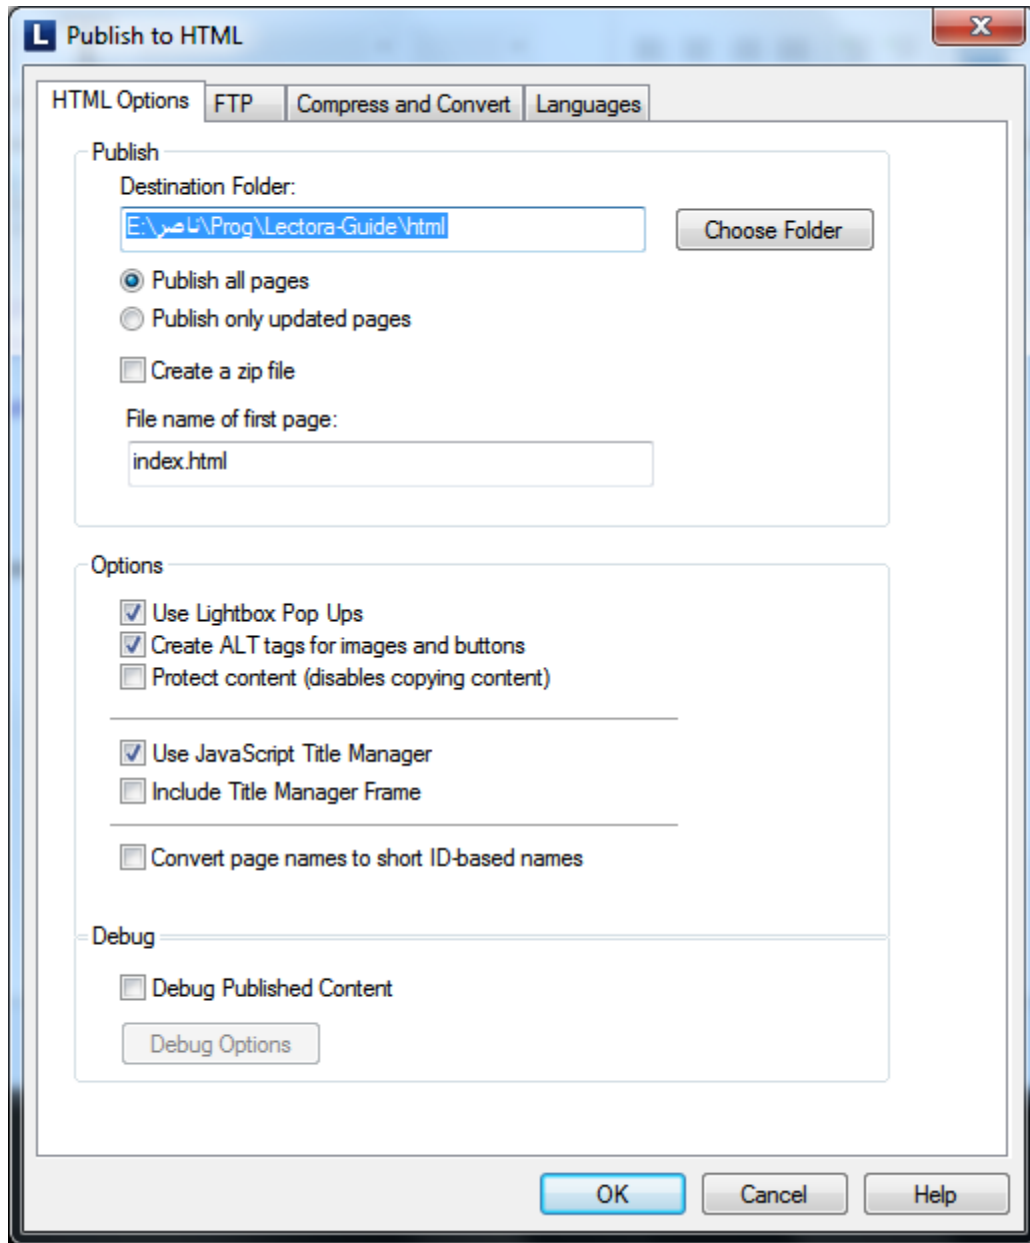 L Publish to HTML
HTML Options FTP Compress and Convert Languages
Publish
Destination Folder:
E:\ناصر\Prog\Lectora-Guide\html Choose Folder
Publish all pages
Publish only updated pages
Create a zip file
File name of first page:
index.html
Options
Use Lightbox Pop Ups
Create ALT tags for images and buttons
Protect content (disables copying content)
Use JavaScript Title Manager
Include Title Manager Frame
Convert page names to short ID-based names
Debug
Debug Published Content
Debug Options
OK Cancel Help